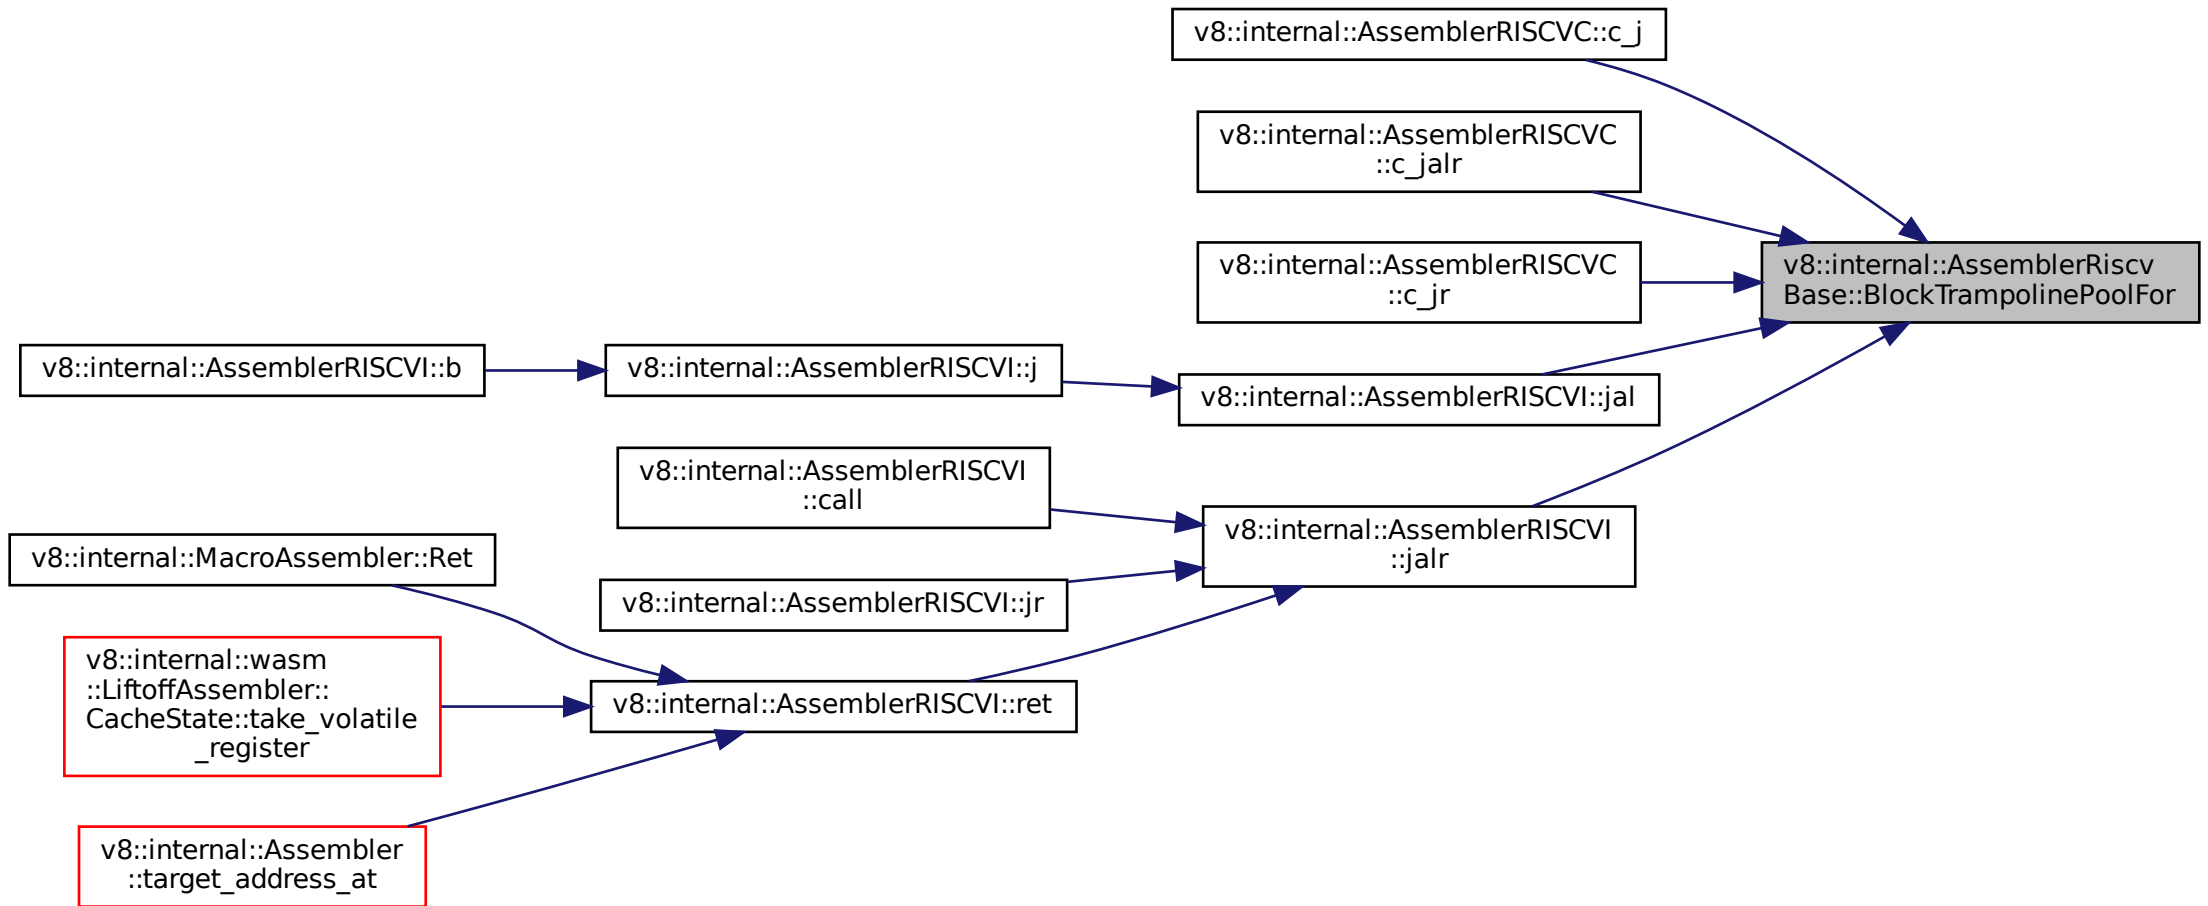 v8::internal::AssemblerRISCVC::c_j
v8::internal::AssemblerRISCVC
::c_jalr
v8::internal::AssemblerRISCVC
::c_jr
v8::internal::AssemblerRiscv
Base::BlockTrampolinePoolFor
v8::internal::AssemblerRISCVI::b
v8::internal::AssemblerRISCVI::j
v8::internal::AssemblerRISCVI::jal
v8::internal::AssemblerRISCVI
::call
v8::internal::AssemblerRISCVI
::jalr
v8::internal::MacroAssembler::Ret
v8::internal::AssemblerRISCVI::jr
v8::internal::wasm
::LiftoffAssembler::
CacheState::take_volatile
_register
v8::internal::AssemblerRISCVI::ret
v8::internal::Assembler
::target_address_at